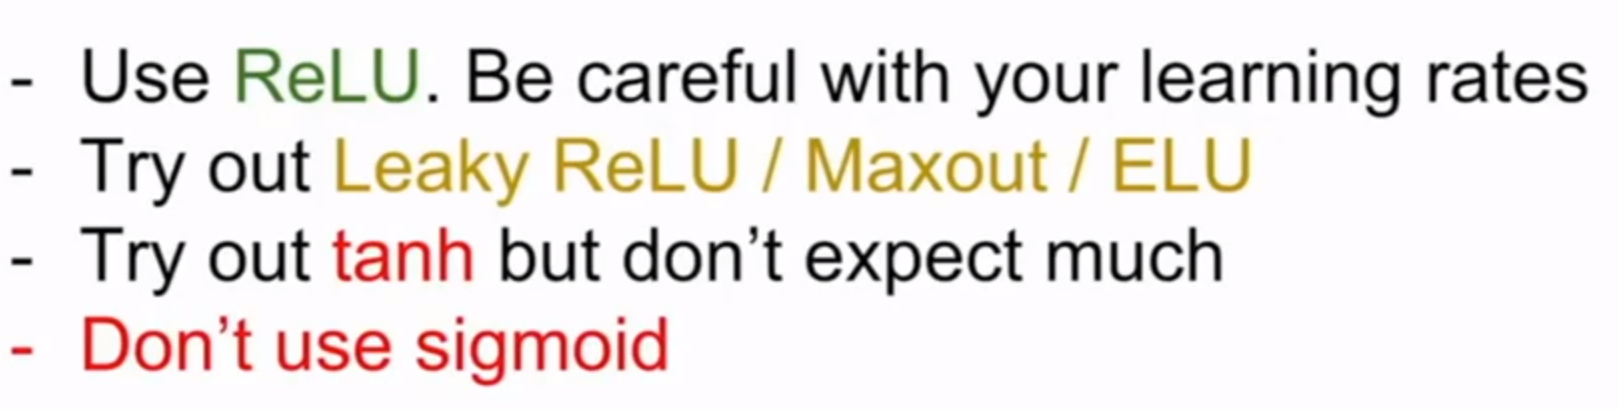 - Use ReLU. Be careful with your learning rates
- Try out Leaky ReLU / Maxout / ELU
- Try out tanh but don’t expect much
- Don’t use sigmoid